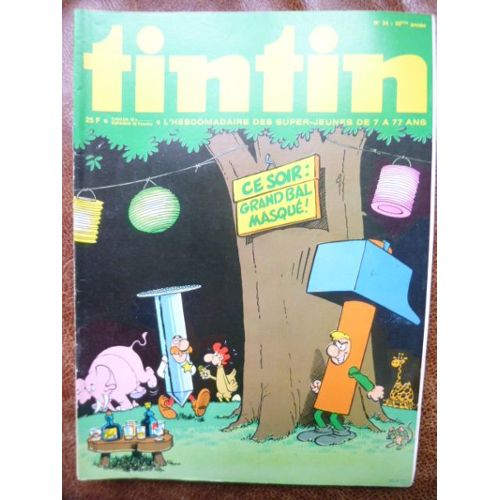 N° 34 - 32ème année
tintin
25 F • L'HEBDOMADAIRE DES SUPER-JEUNES DE 7 A 77 ANS
CE SOIR :
GRAND BAL
MASQUÉ !